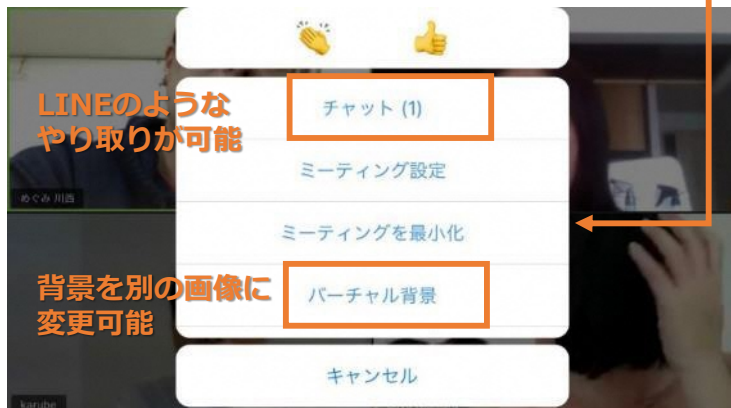 LINEのような
やり取りが可能
チャット (1)
ミーティング設定
めぐみ 川西
ミーティングを最小化
背景を別の画像に
変更可能
バーチャル背景
キャンセル
karube